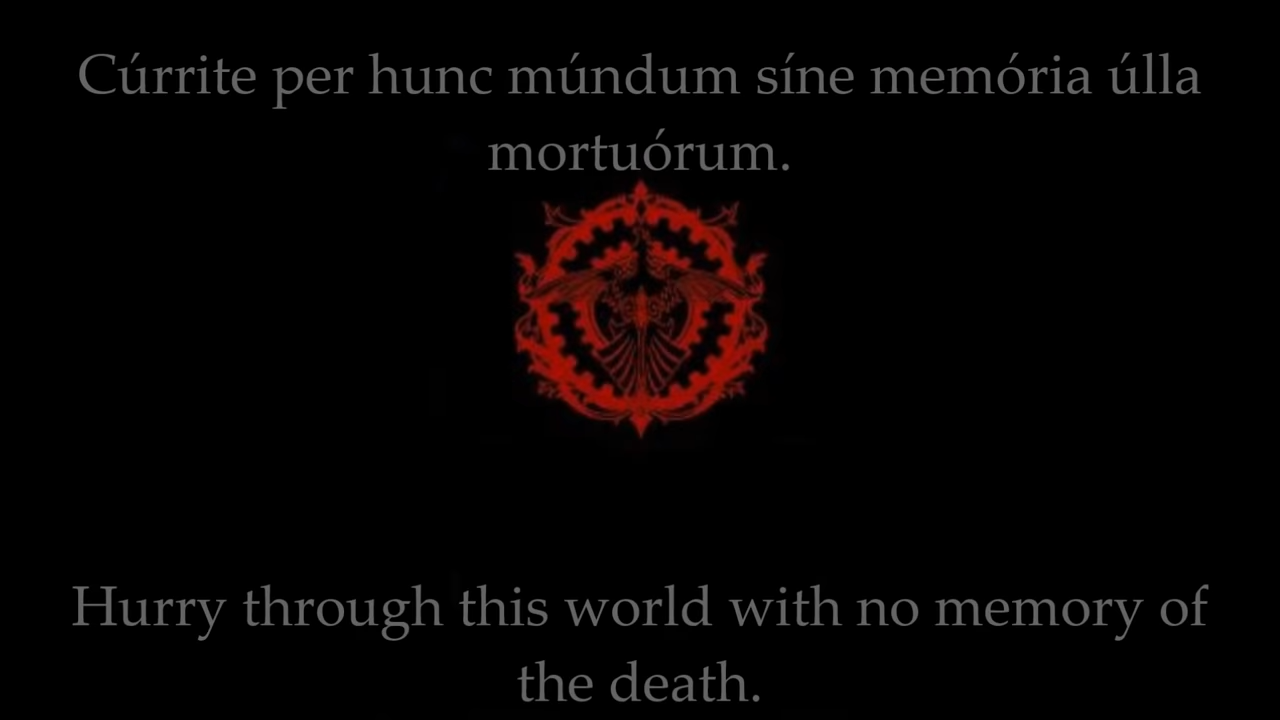 Cúrrite per hunc múndum síne memória úlla
mortuórum.
Hurry through this world with no memory of
the death.